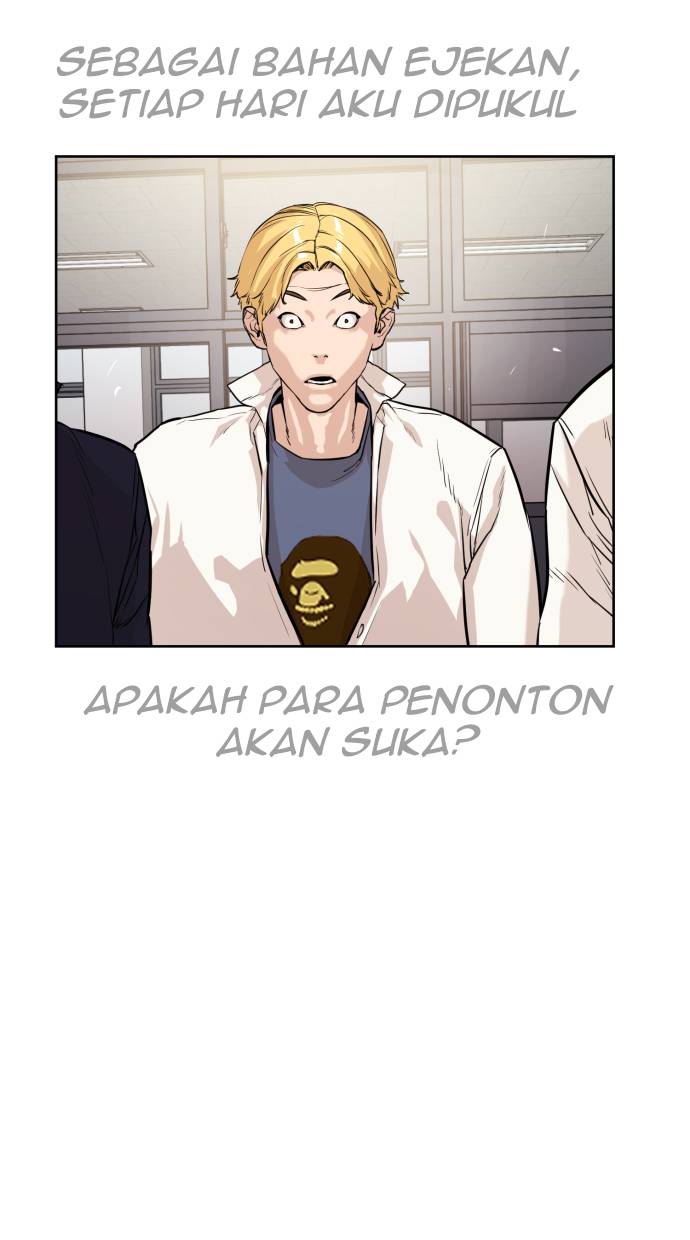 SEBAGAI BAHAN EJEKAN,
SETIAP HARI AKU DIPUKUL
APAKAH PARA PENONTON
AKAN SUKA?